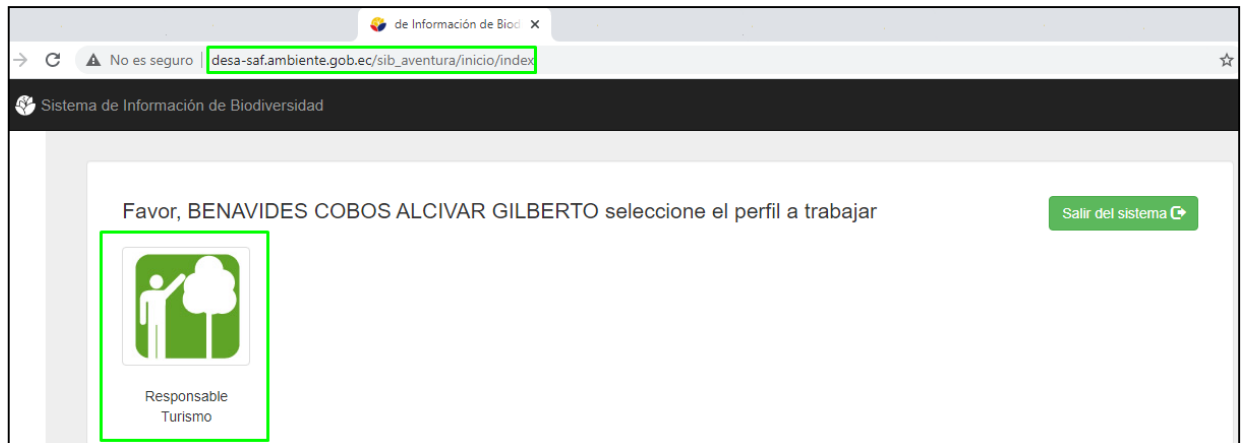 de Información de Biod
No es seguro desa-saf.ambiente.gob.ec/sib_aventura/inicio/index
Sistema de Información de Biodiversidad
Favor, BENAVIDES COBOS ALCIVAR GILBERTO seleccione el perfil a trabajar
Salir del sistema
Responsable
Turismo